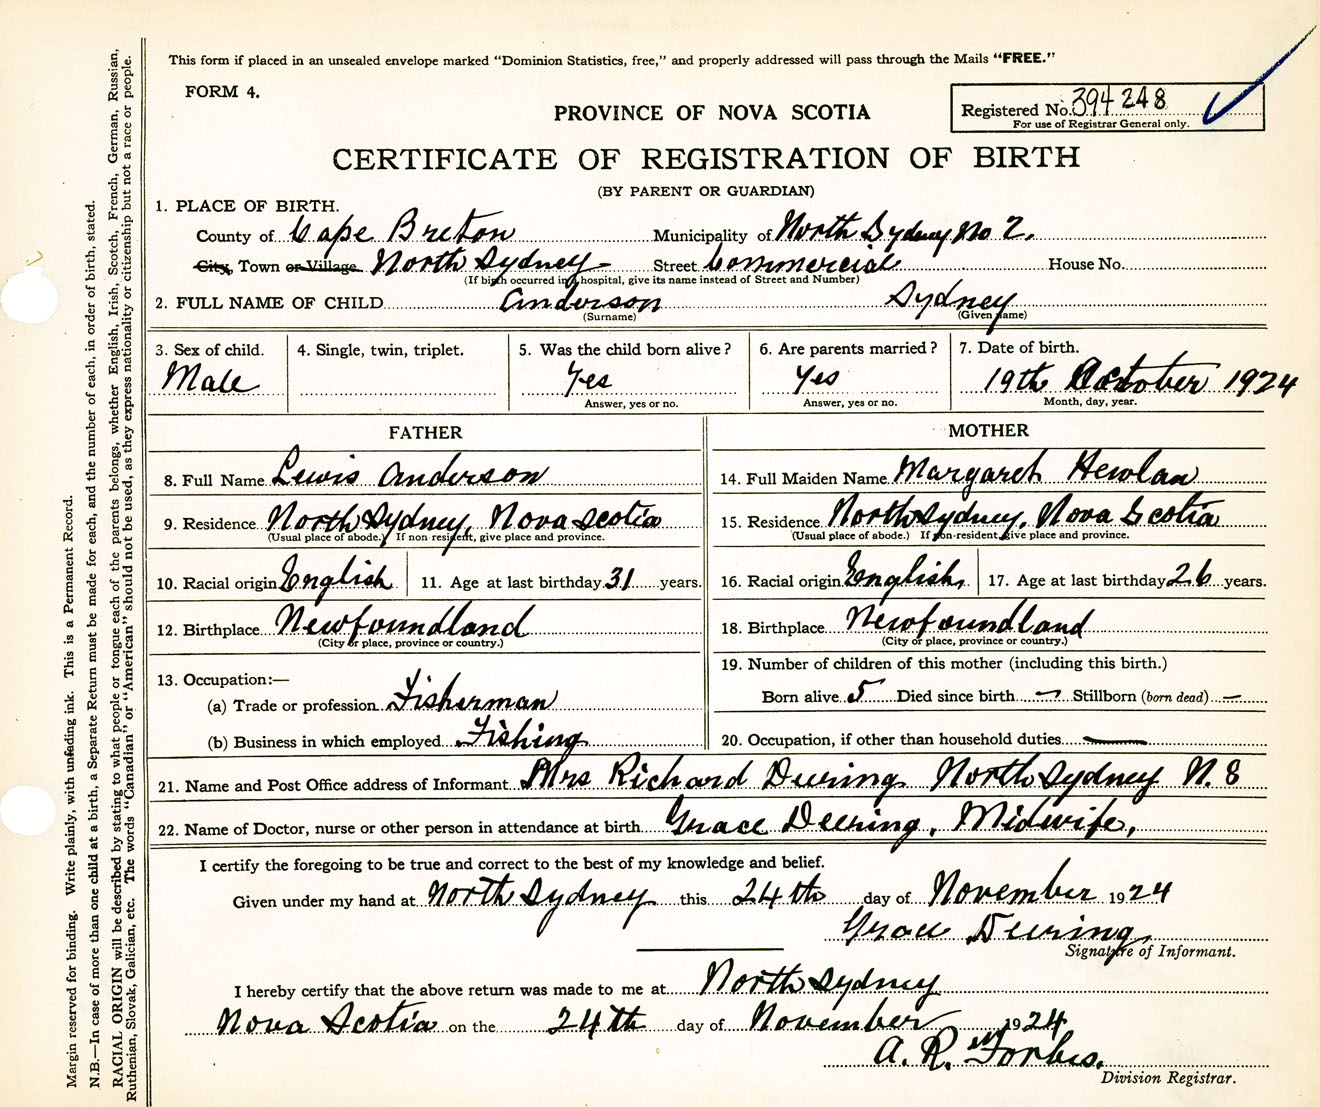 This form if placed in an unsealed envelope marked "Dominion Statistics, free," and properly addressed will pass through the Mails "FREE."
FORM 4.
PROVINCE OF NOVA SCOTIA
Registered No. 394248
For use of Registrar General only.
CERTIFICATE OF REGISTRATION OF BIRTH
(BY PARENT OR GUARDIAN)
1. PLACE OF BIRTH.
County of Cape Breton Municipality of North Sydney No 2.
City, Town or Village North Sydney Street Commercial House No.
(If birth occurred in a hospital, give its name instead of Street and Number)
2. FULL NAME OF CHILD Anderson Sydney
(Surname) (Given name)
3. Sex of child. 4. Single, twin, triplet. 5. Was the child born alive? 6. Are parents married? 7. Date of birth.
Male Yes Yes 19th October 1924
Answer, yes or no. Answer, yes or no. Month, day, year.
FATHER MOTHER
8. Full Name Lewis Anderson 14. Full Maiden Name Margaret Hewlan
9. Residence North Sydney, Nova Scotia 15. Residence North Sydney, Nova Scotia
(Usual place of abode.) If non-resident, give place and province. (Usual place of abode.) If non-resident, give place and province.
10. Racial origin English 11. Age at last birthday 31 years. 16. Racial origin English, 17. Age at last birthday 26 years.
12. Birthplace Newfoundland 18. Birthplace Newfoundland
(City or place, province or country.) (City or place, province or country.)
13. Occupation:— 19. Number of children of this mother (including this birth.)
(a) Trade or profession Fisherman Born alive 5 Died since birth — Stillborn (born dead) —
(b) Business in which employed Fishing 20. Occupation, if other than household duties —
21. Name and Post Office address of Informant Mrs Richard Deering North Sydney N.S
22. Name of Doctor, nurse or other person in attendance at birth Grace Deering, Midwife,
I certify the foregoing to be true and correct to the best of my knowledge and belief.
Given under my hand at North Sydney this 24th day of November 1924
Grace Deering,
Signature of Informant.
I hereby certify that the above return was made to me at North Sydney
Nova Scotia on the 24th day of November 1924
A. R. Forbes.
Division Registrar.
Margin reserved for binding. Write plainly, with unfading ink. This is a Permanent Record.
N.B.—In case of more than one child at a birth, a Separate Return must be made for each, and the number of each, in order of birth, stated.
RACIAL ORIGIN will be described by stating to what people or tongue each of the parents belongs, whether English, Irish, Scotch, French, German, Russian,
Ruthenian, Slovak, Galician, etc. The words "Canadian" or "American" should not be used, as they express nationality or citizenship but not a race or people.